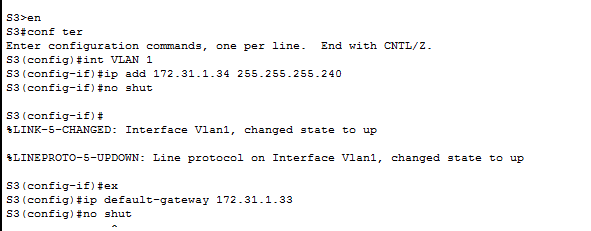 S3>en
S3#conf ter
Enter configuration commands, one per line.  End with CNTL/Z.
S3(config)#int VLAN 1
S3(config-if)#ip add 172.31.1.34 255.255.255.240
S3(config-if)#no shut
S3(config-if)#
%LINK-5-CHANGED: Interface Vlan1, changed state to up
%LINEPROTO-5-UPDOWN: Line protocol on Interface Vlan1, changed state to up
S3(config-if)#ex
S3(config)#ip default-gateway 172.31.1.33
S3(config)#no shut